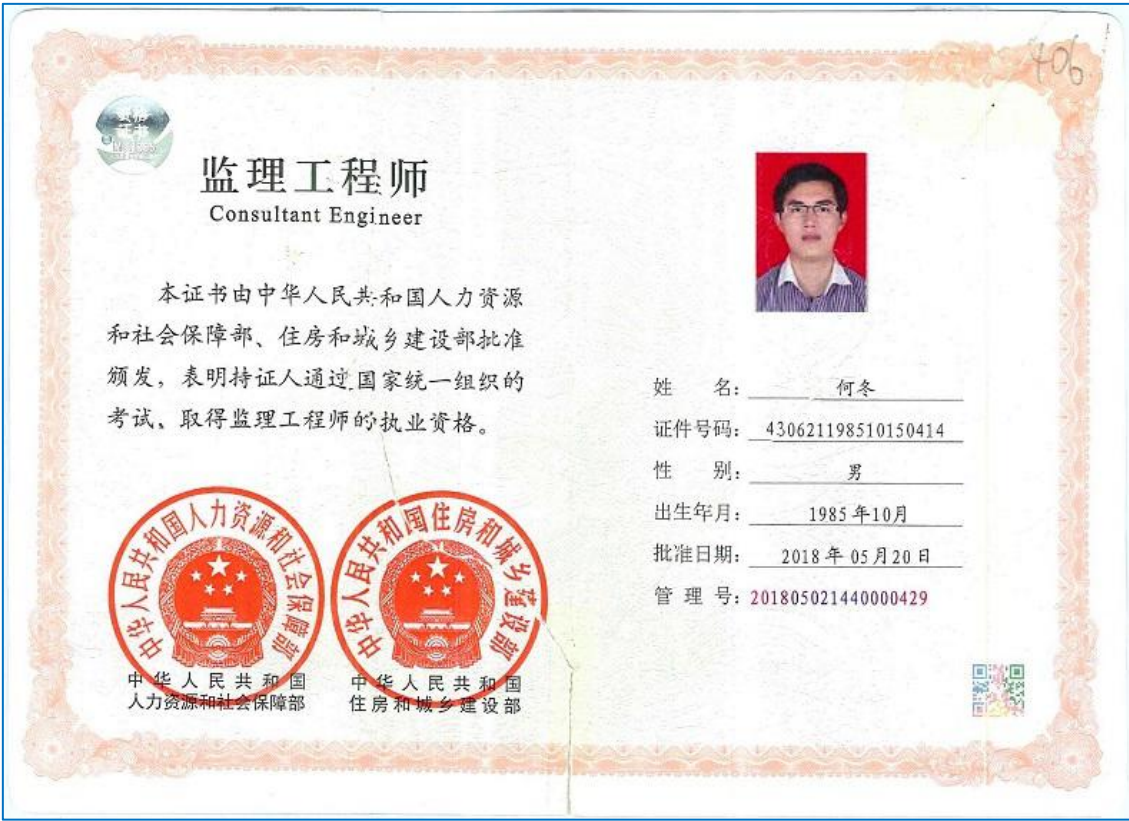 406
监理工程师
Consultant Engineer
本证书由中华人民共和国人力资源
和社会保障部、住房和城乡建设部批准
颁发，表明持证人通过国家统一组织的
考试、取得监理工程师的执业资格。
中华人民共和国人力资源和社会保障部
中华人民共和国住房和城乡建设部
中华人民共和国
人力资源和社会保障部
中华人民共和国
住房和城乡建设部
姓 名：何冬
证件号码：430621198510150414
性 别：男
出生年月：1985年10月
批准日期：2018年05月20日
管 理 号：201805021440000429